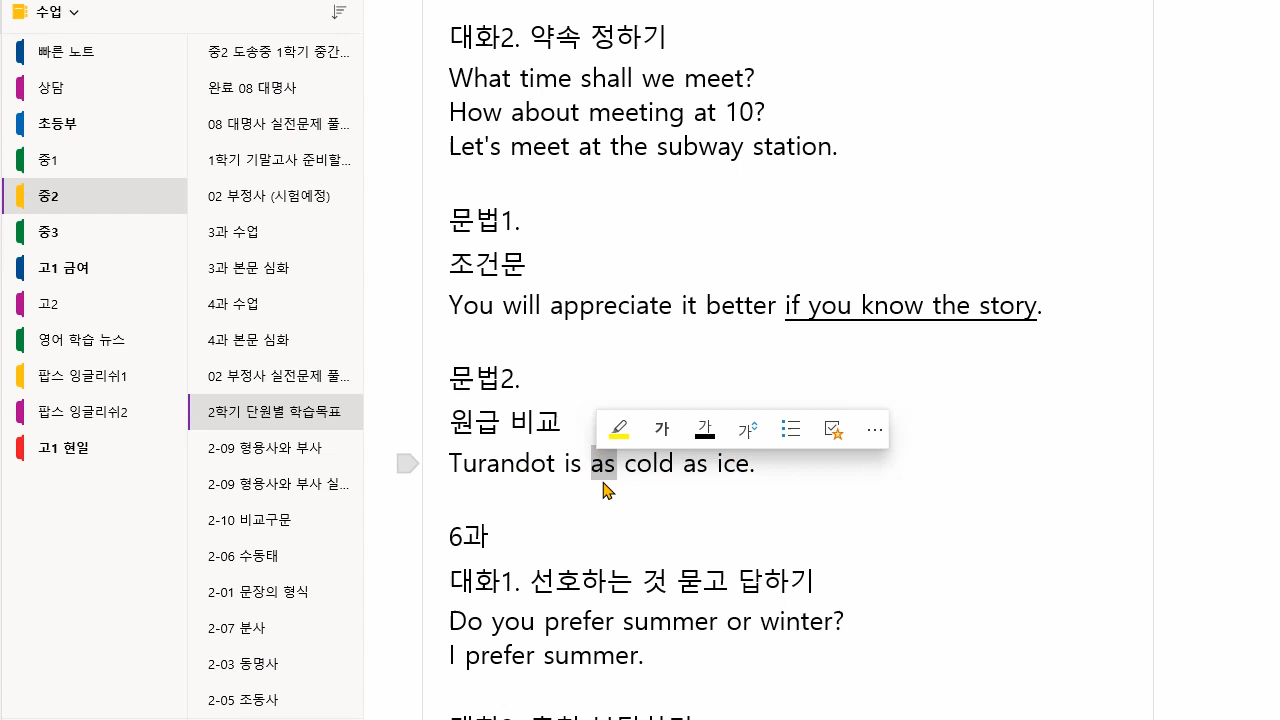 수업
빠른 노트
상담
초등부
중1
중2
중3
고1 금여
고2
영어 학습 뉴스
팝스 잉글리쉬1
팝스 잉글리쉬2
고1 현일
중2 도송중 1학기 중간...
완료 08 대명사
08 대명사 실전문제 풀...
1학기 기말고사 준비할...
02 부정사 (시험예정)
3과 수업
3과 본문 심화
4과 수업
4과 본문 심화
02 부정사 실전문제 풀...
2학기 단원별 학습목표
2-09 형용사와 부사
2-09 형용사와 부사 실...
2-10 비교구문
2-06 수동태
2-01 문장의 형식
2-07 분사
2-03 동명사
2-05 조동사
대화2. 약속 정하기
What time shall we meet?
How about meeting at 10?
Let's meet at the subway station.
문법1.
조건문
You will appreciate it better if you know the story.
문법2.
원급 비교
가 가 가
Turandot is as cold as ice.
6과
대화1. 선호하는 것 묻고 답하기
Do you prefer summer or winter?
I prefer summer.